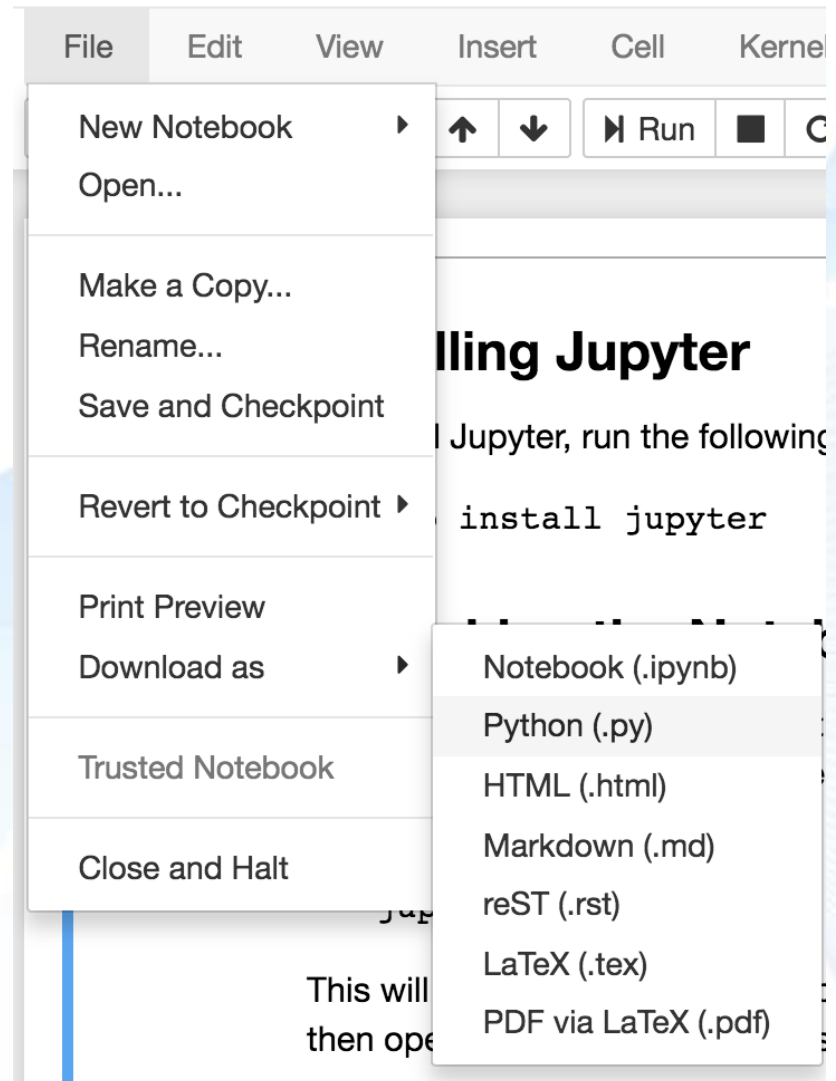 File Edit View Insert Cell Kernel
New Notebook
Run
Open...
Make a Copy...
Rename...
lling Jupyter
Save and Checkpoint
Jupyter, run the following
Revert to Checkpoint
install jupyter
Print Preview
Download as
Notebook (.ipynb)
Python (.py)
Trusted Notebook
HTML (.html)
Markdown (.md)
Close and Halt
reST (.rst)
LaTeX (.tex)
This will
PDF via LaTeX (.pdf)
then ope